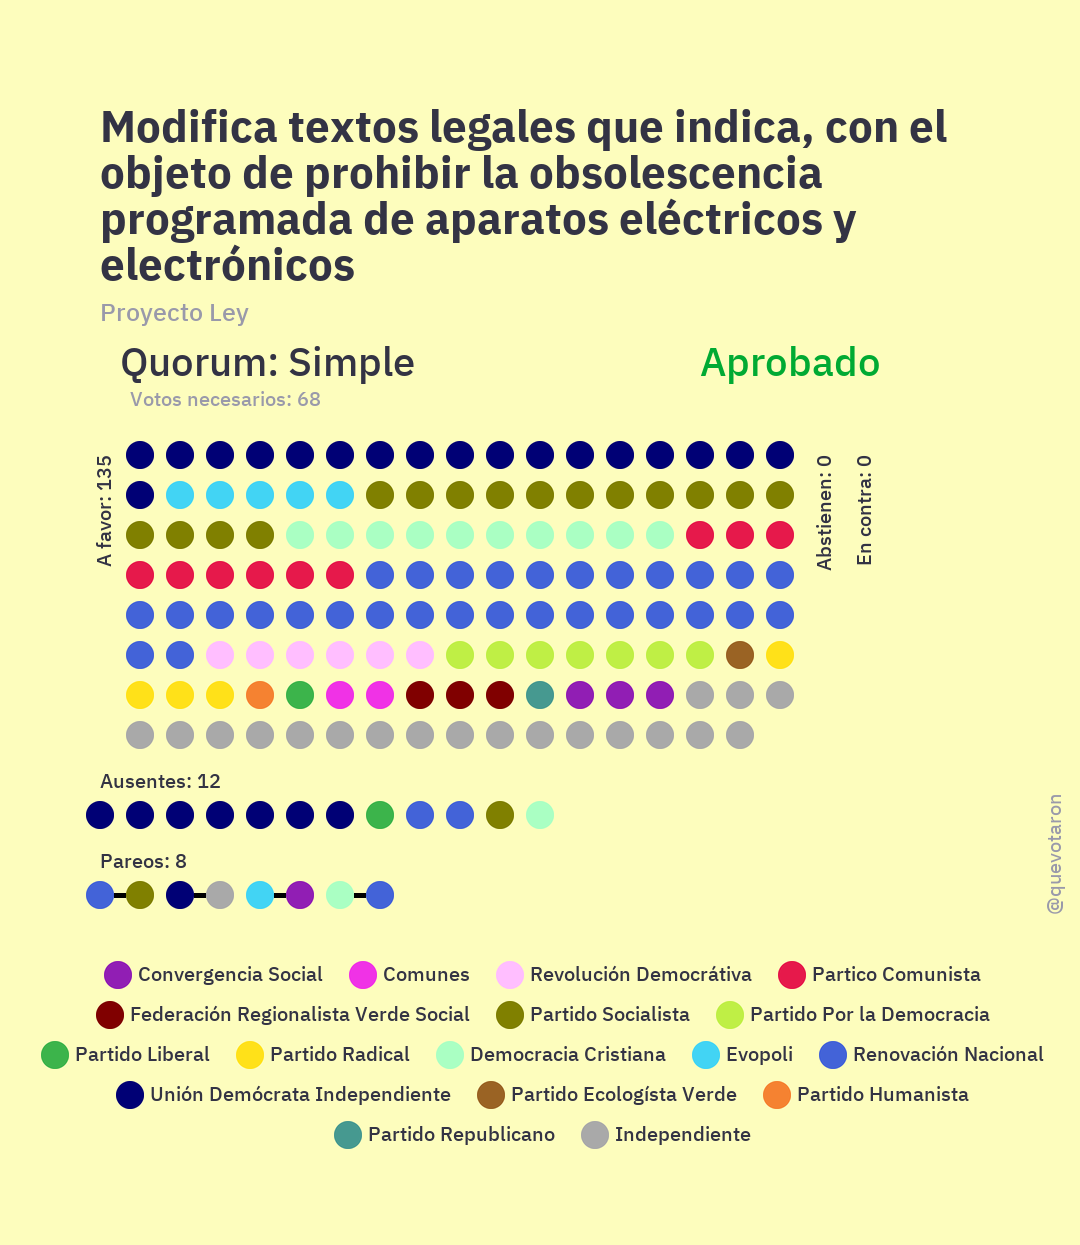 Modifica textos legales que indica, con el
objeto de prohibir la obsolescencia
programada de aparatos eléctricos y
electrónicos
Proyecto Ley
Quorum: Simple
Aprobado
Votos necesarios: 68
A favor: 135
Abstienen: 0
En contra: 0
Ausentes: 12
Pareos: 8
@quevotaron
Convergencia Social
Comunes
Revolución Democrátiva
Partico Comunista
Federación Regionalista Verde Social
Partido Socialista
Partido Por la Democracia
Partido Liberal
Partido Radical
Democracia Cristiana
Evopoli
Renovación Nacional
Unión Demócrata Independiente
Partido Ecologísta Verde
Partido Humanista
Partido Republicano
Independiente